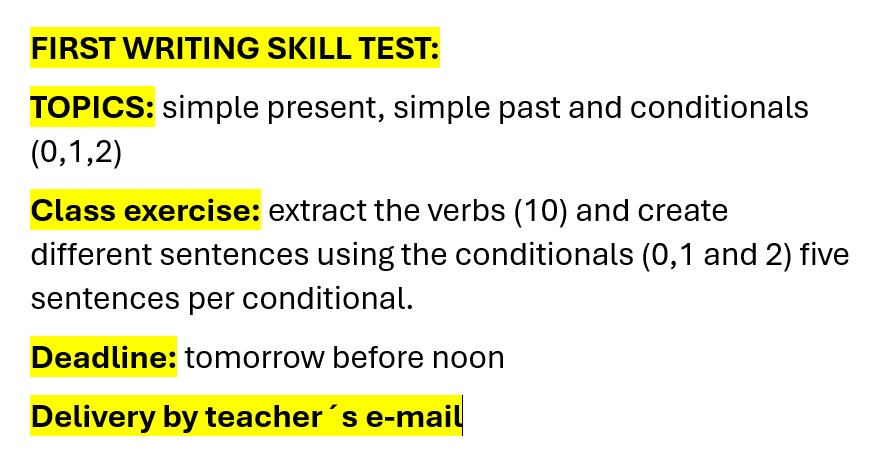 FIRST WRITING SKILL TEST:
TOPICS: simple present, simple past and conditionals
(0,1,2)
Class exercise: extract the verbs (10) and create
different sentences using the conditionals (0,1 and 2) five
sentences per conditional.
Deadline: tomorrow before noon
Delivery by teacher´s e-mail